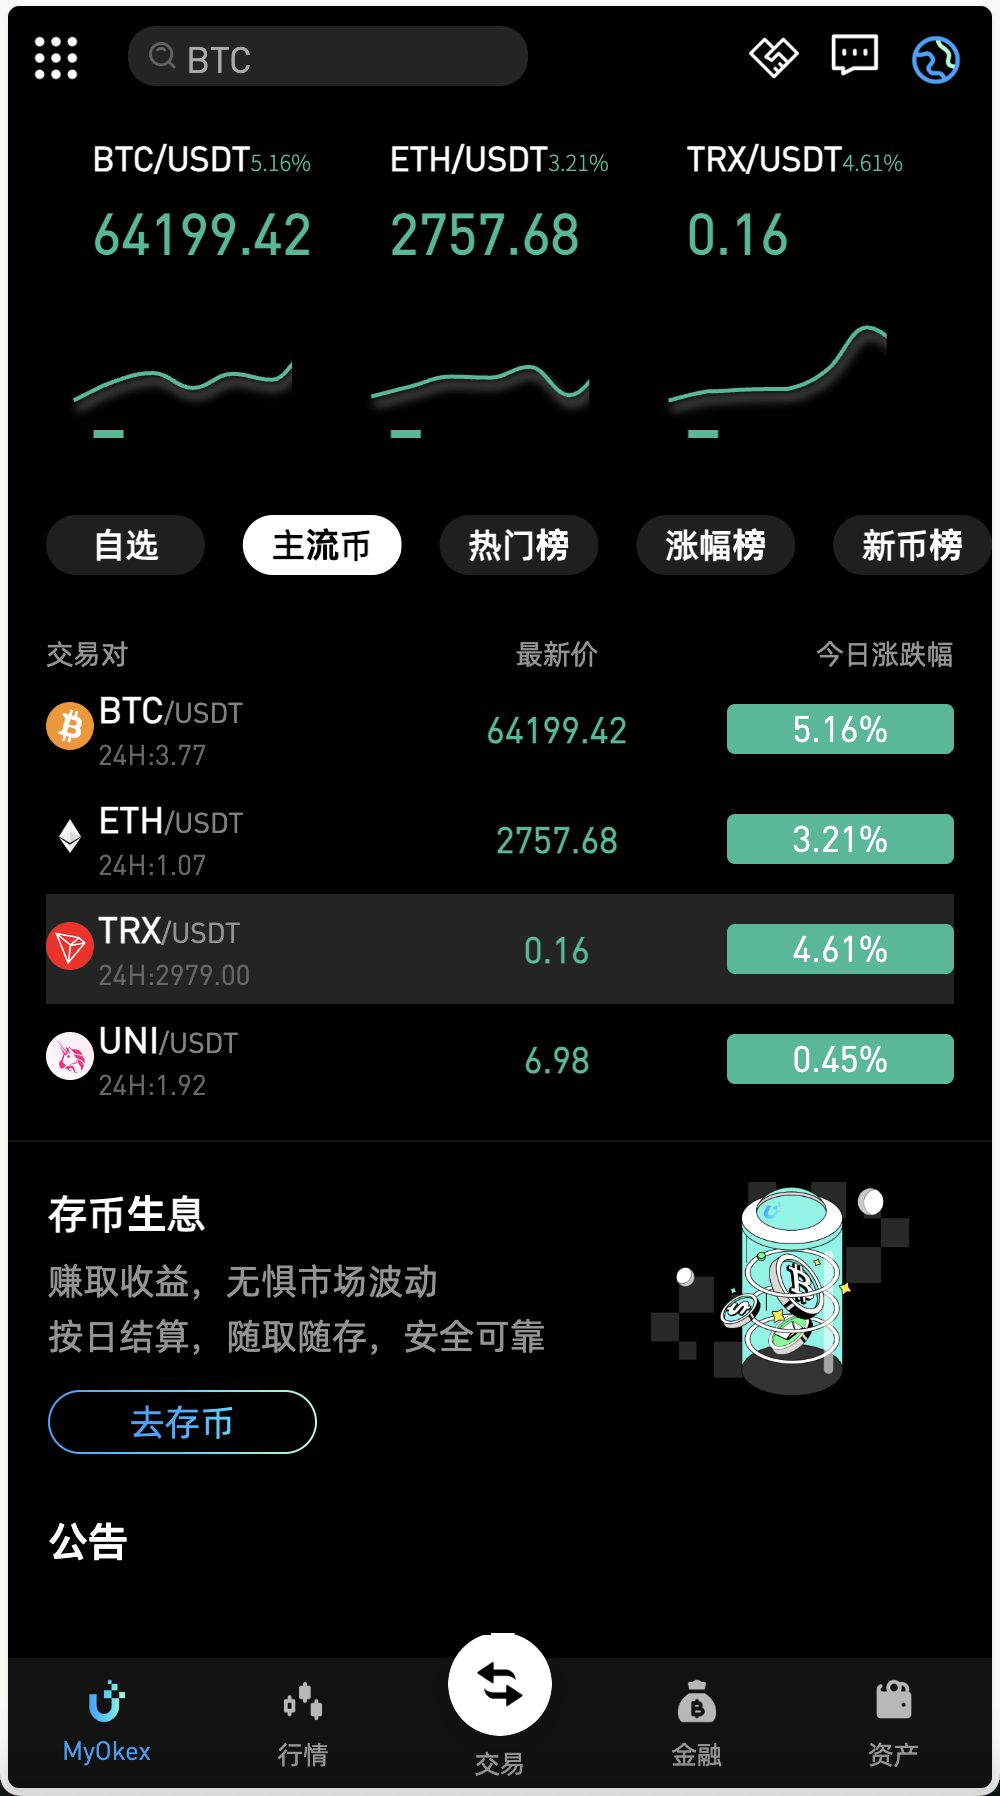 BTC
BTC/USDT5.16% ETH/USDT3.21% TRX/USDT4.61%
64199.42 2757.68 0.16
自选 主流币 热门榜 涨幅榜 新币榜
交易对 最新价 今日涨跌幅
BTC/USDT 64199.42 5.16%
24H:3.77
ETH/USDT 2757.68 3.21%
24H:1.07
TRX/USDT 0.16 4.61%
24H:2979.00
UNI/USDT 6.98 0.45%
24H:1.92
存币生息
赚取收益，无惧市场波动
按日结算，随取随存，安全可靠
去存币
公告
MyOkex 行情 交易 金融 资产